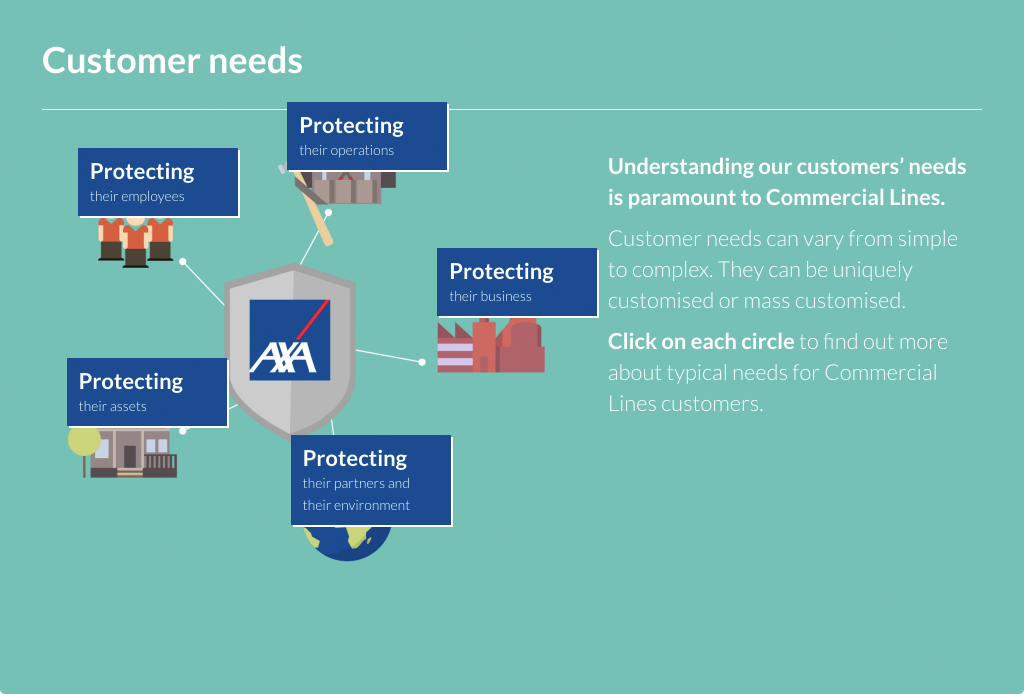 Customer needs
Protecting
their operations
Protecting
their employees
Protecting
their business
AXA
Protecting
their assets
Protecting
their partners and
their environment
Understanding our customers’ needs
is paramount to Commercial Lines.
Customer needs can vary from simple
to complex. They can be uniquely
customised or mass customised.
Click on each circle to find out more
about typical needs for Commercial
Lines customers.